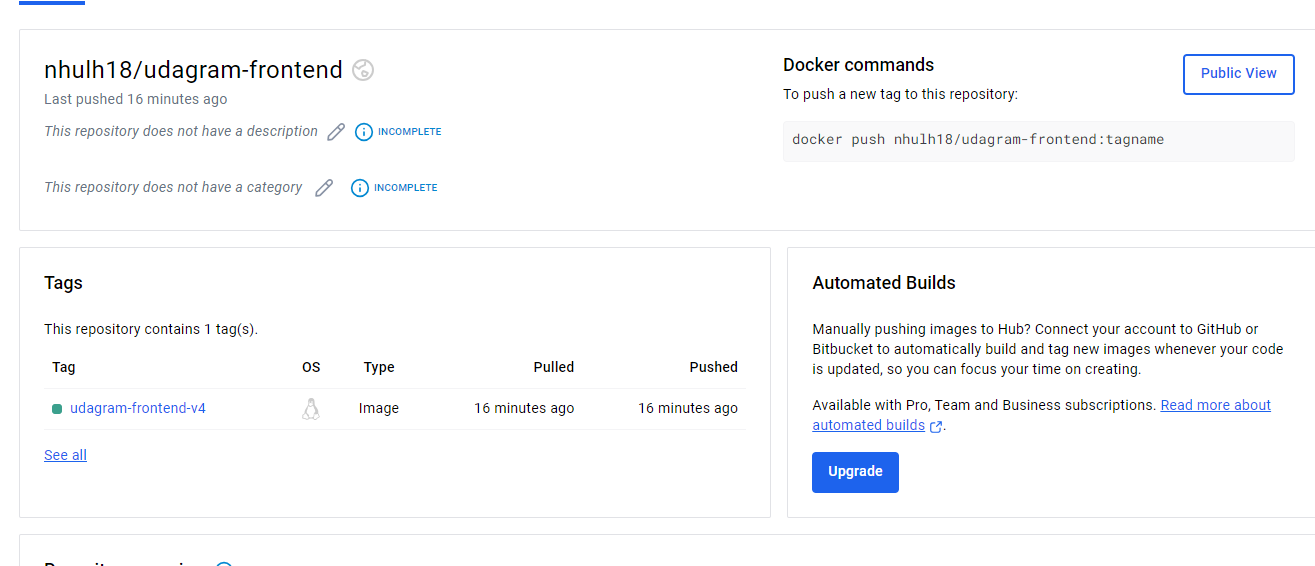 nhulh18/udagram-frontend
Last pushed 16 minutes ago
This repository does not have a description INCOMPLETE
This repository does not have a category INCOMPLETE
Docker commands
Public View
To push a new tag to this repository:
docker push nhulh18/udagram-frontend:tagname
Tags
This repository contains 1 tag(s).
Tag OS Type Pulled Pushed
udagram-frontend-v4 Image 16 minutes ago 16 minutes ago
See all
Automated Builds
Manually pushing images to Hub? Connect your account to GitHub or
Bitbucket to automatically build and tag new images whenever your code
is updated, so you can focus your time on creating.
Available with Pro, Team and Business subscriptions. Read more about
automated builds.
Upgrade